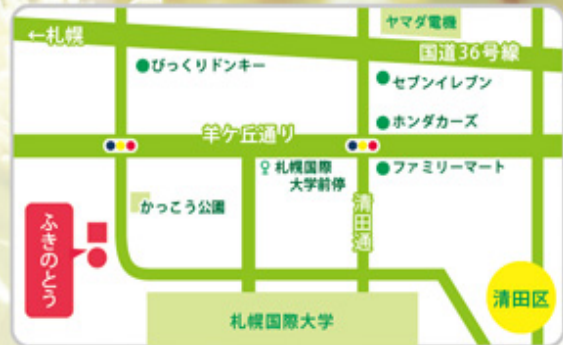 ヤマダ電機
←札幌
国道36号線
びっくりドンキー
セブンイレブン
ホンダカーズ
羊ケ丘通り
札幌国際
大学前停
ファミリーマート
かっこう公園
清田通
ふきのとう
清田区
札幌国際大学